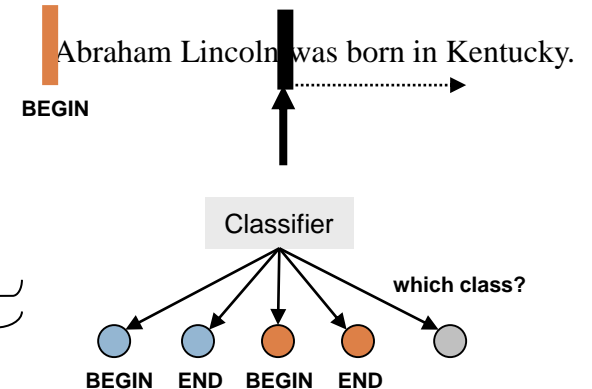 Abraham Lincoln was born in Kentucky.
BEGIN
Classifier
which class?
BEGIN END BEGIN END